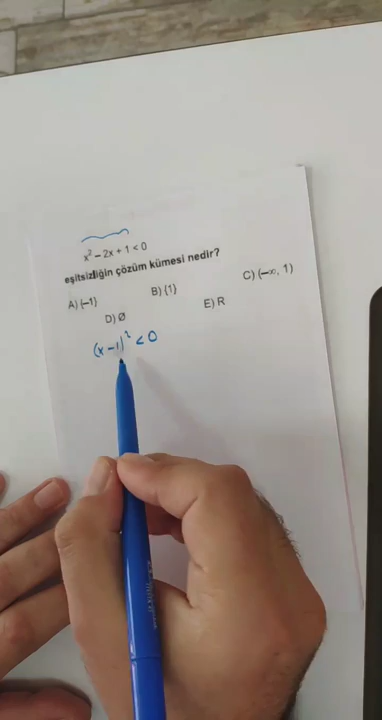 x² – 2x + 1 < 0
eşitsizliğin çözüm kümesi nedir?
A) {–1} B) {1} C) (–∞, 1)
D) Ø E) R
(x – 1)² < 0